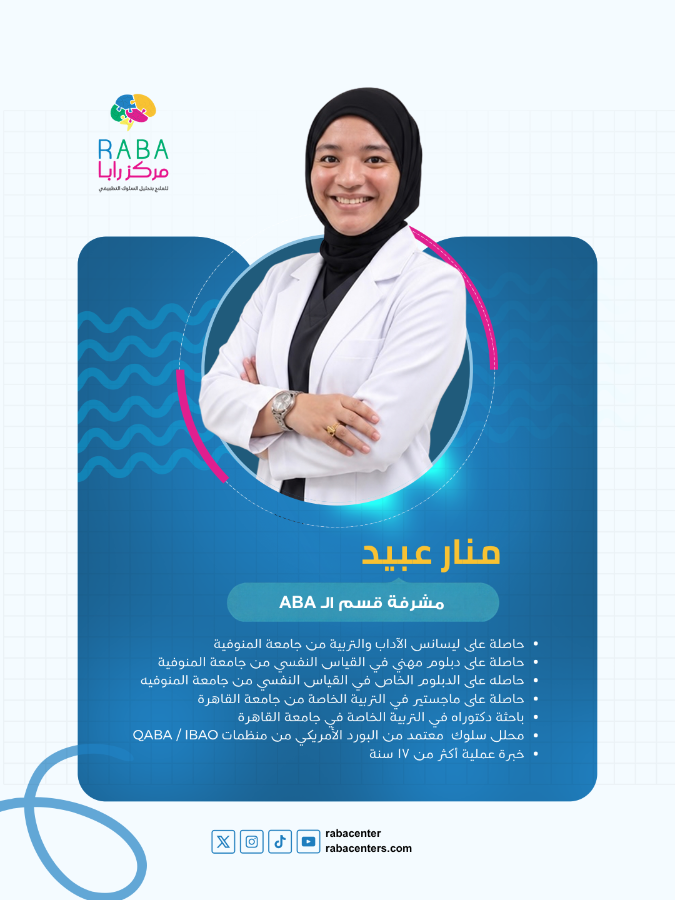 RABA
مركز رابا
للعلاج بتحليل السلوك التطبيقي
منار عبيد
مشرفة قسم الـ ABA
• حاصلة على ليسانس الآداب والتربية من جامعة المنوفية
• حاصلة على دبلوم مهني في القياس النفسي من جامعة المنوفية
• حاصله على الدبلوم الخاص في القياس النفسي من جامعة المنوفيه
• حاصلة على ماجستير في التربية الخاصة من جامعة القاهرة
• باحثة دكتوراه في التربية الخاصة في جامعة القاهرة
• محلل سلوك معتمد من البورد الأمريكي من منظمات QABA / IBAO
• خبرة عملية أكثر من ١٧ سنة
rabacenter
rabacenters.com